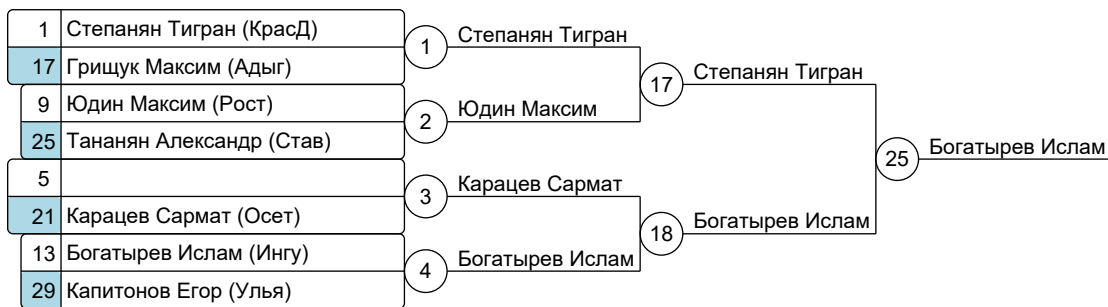 1 Степанян Тигран (КрасД)
17 Грищук Максим (Адыг)
1 Степанян Тигран
9 Юдин Максим (Рост)
25 Тананян Александр (Став)
2 Юдин Максим
17 Степанян Тигран
5
21 Карацев Сармат (Осет)
3 Карацев Сармат
13 Богатырев Ислам (Ингу)
29 Капитонов Егор (Улья)
4 Богатырев Ислам
18 Богатырев Ислам
25 Богатырев Ислам